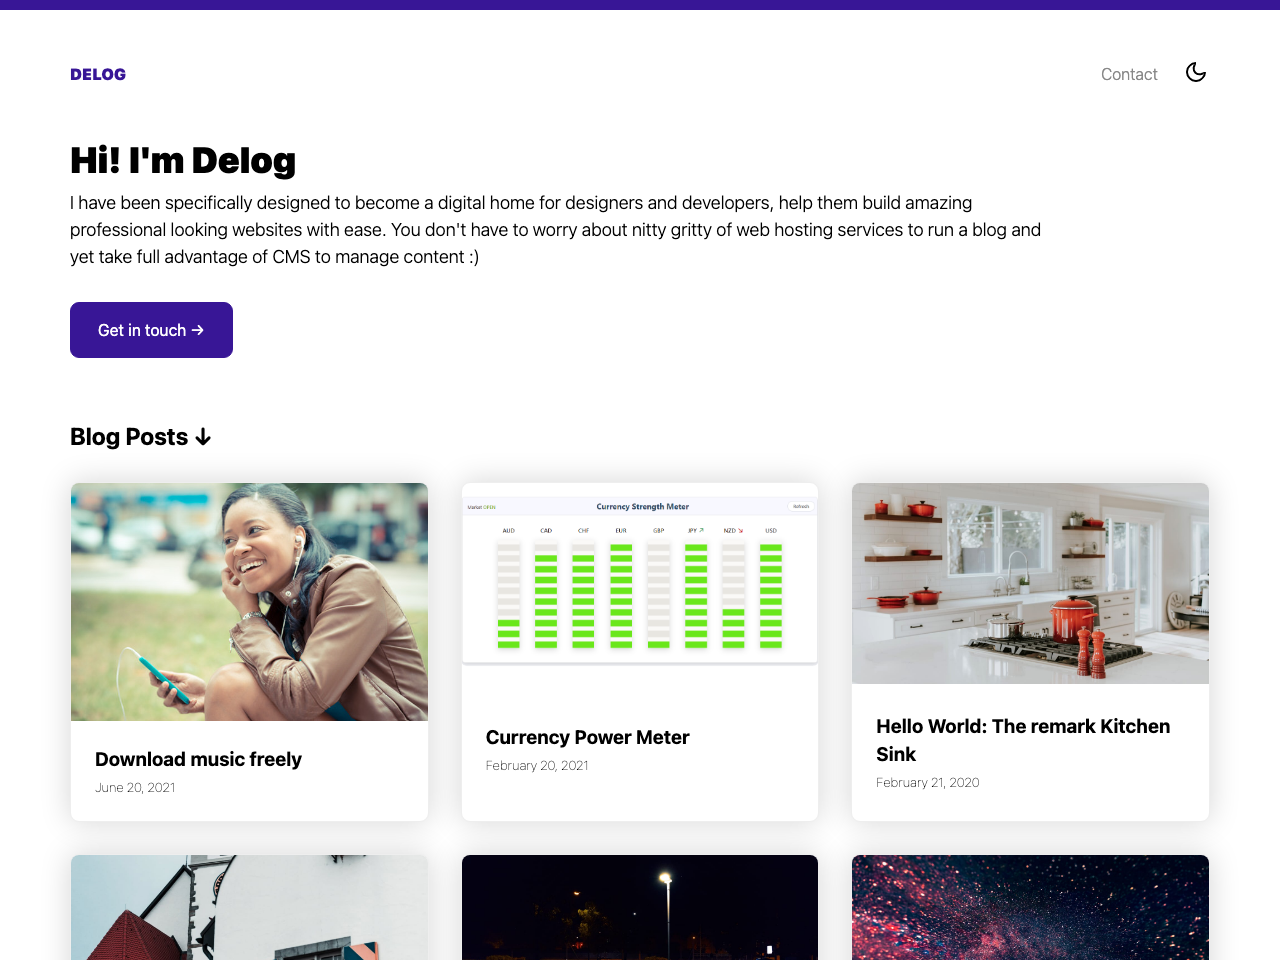 DELOG
Contact
Hi! I'm Delog
I have been specifically designed to become a digital home for designers and developers, help them build amazing
professional looking websites with ease. You don't have to worry about nitty gritty of web hosting services to run a blog and
yet take full advantage of CMS to manage content :)
Get in touch →
Blog Posts ↓
Market OPEN
Currency Strength Meter
Refresh
AUD CAD CHF EUR GBP JPY ↗ NZD ↘ USD
Download music freely
June 20, 2021
Currency Power Meter
February 20, 2021
Hello World: The remark Kitchen
Sink
February 21, 2020